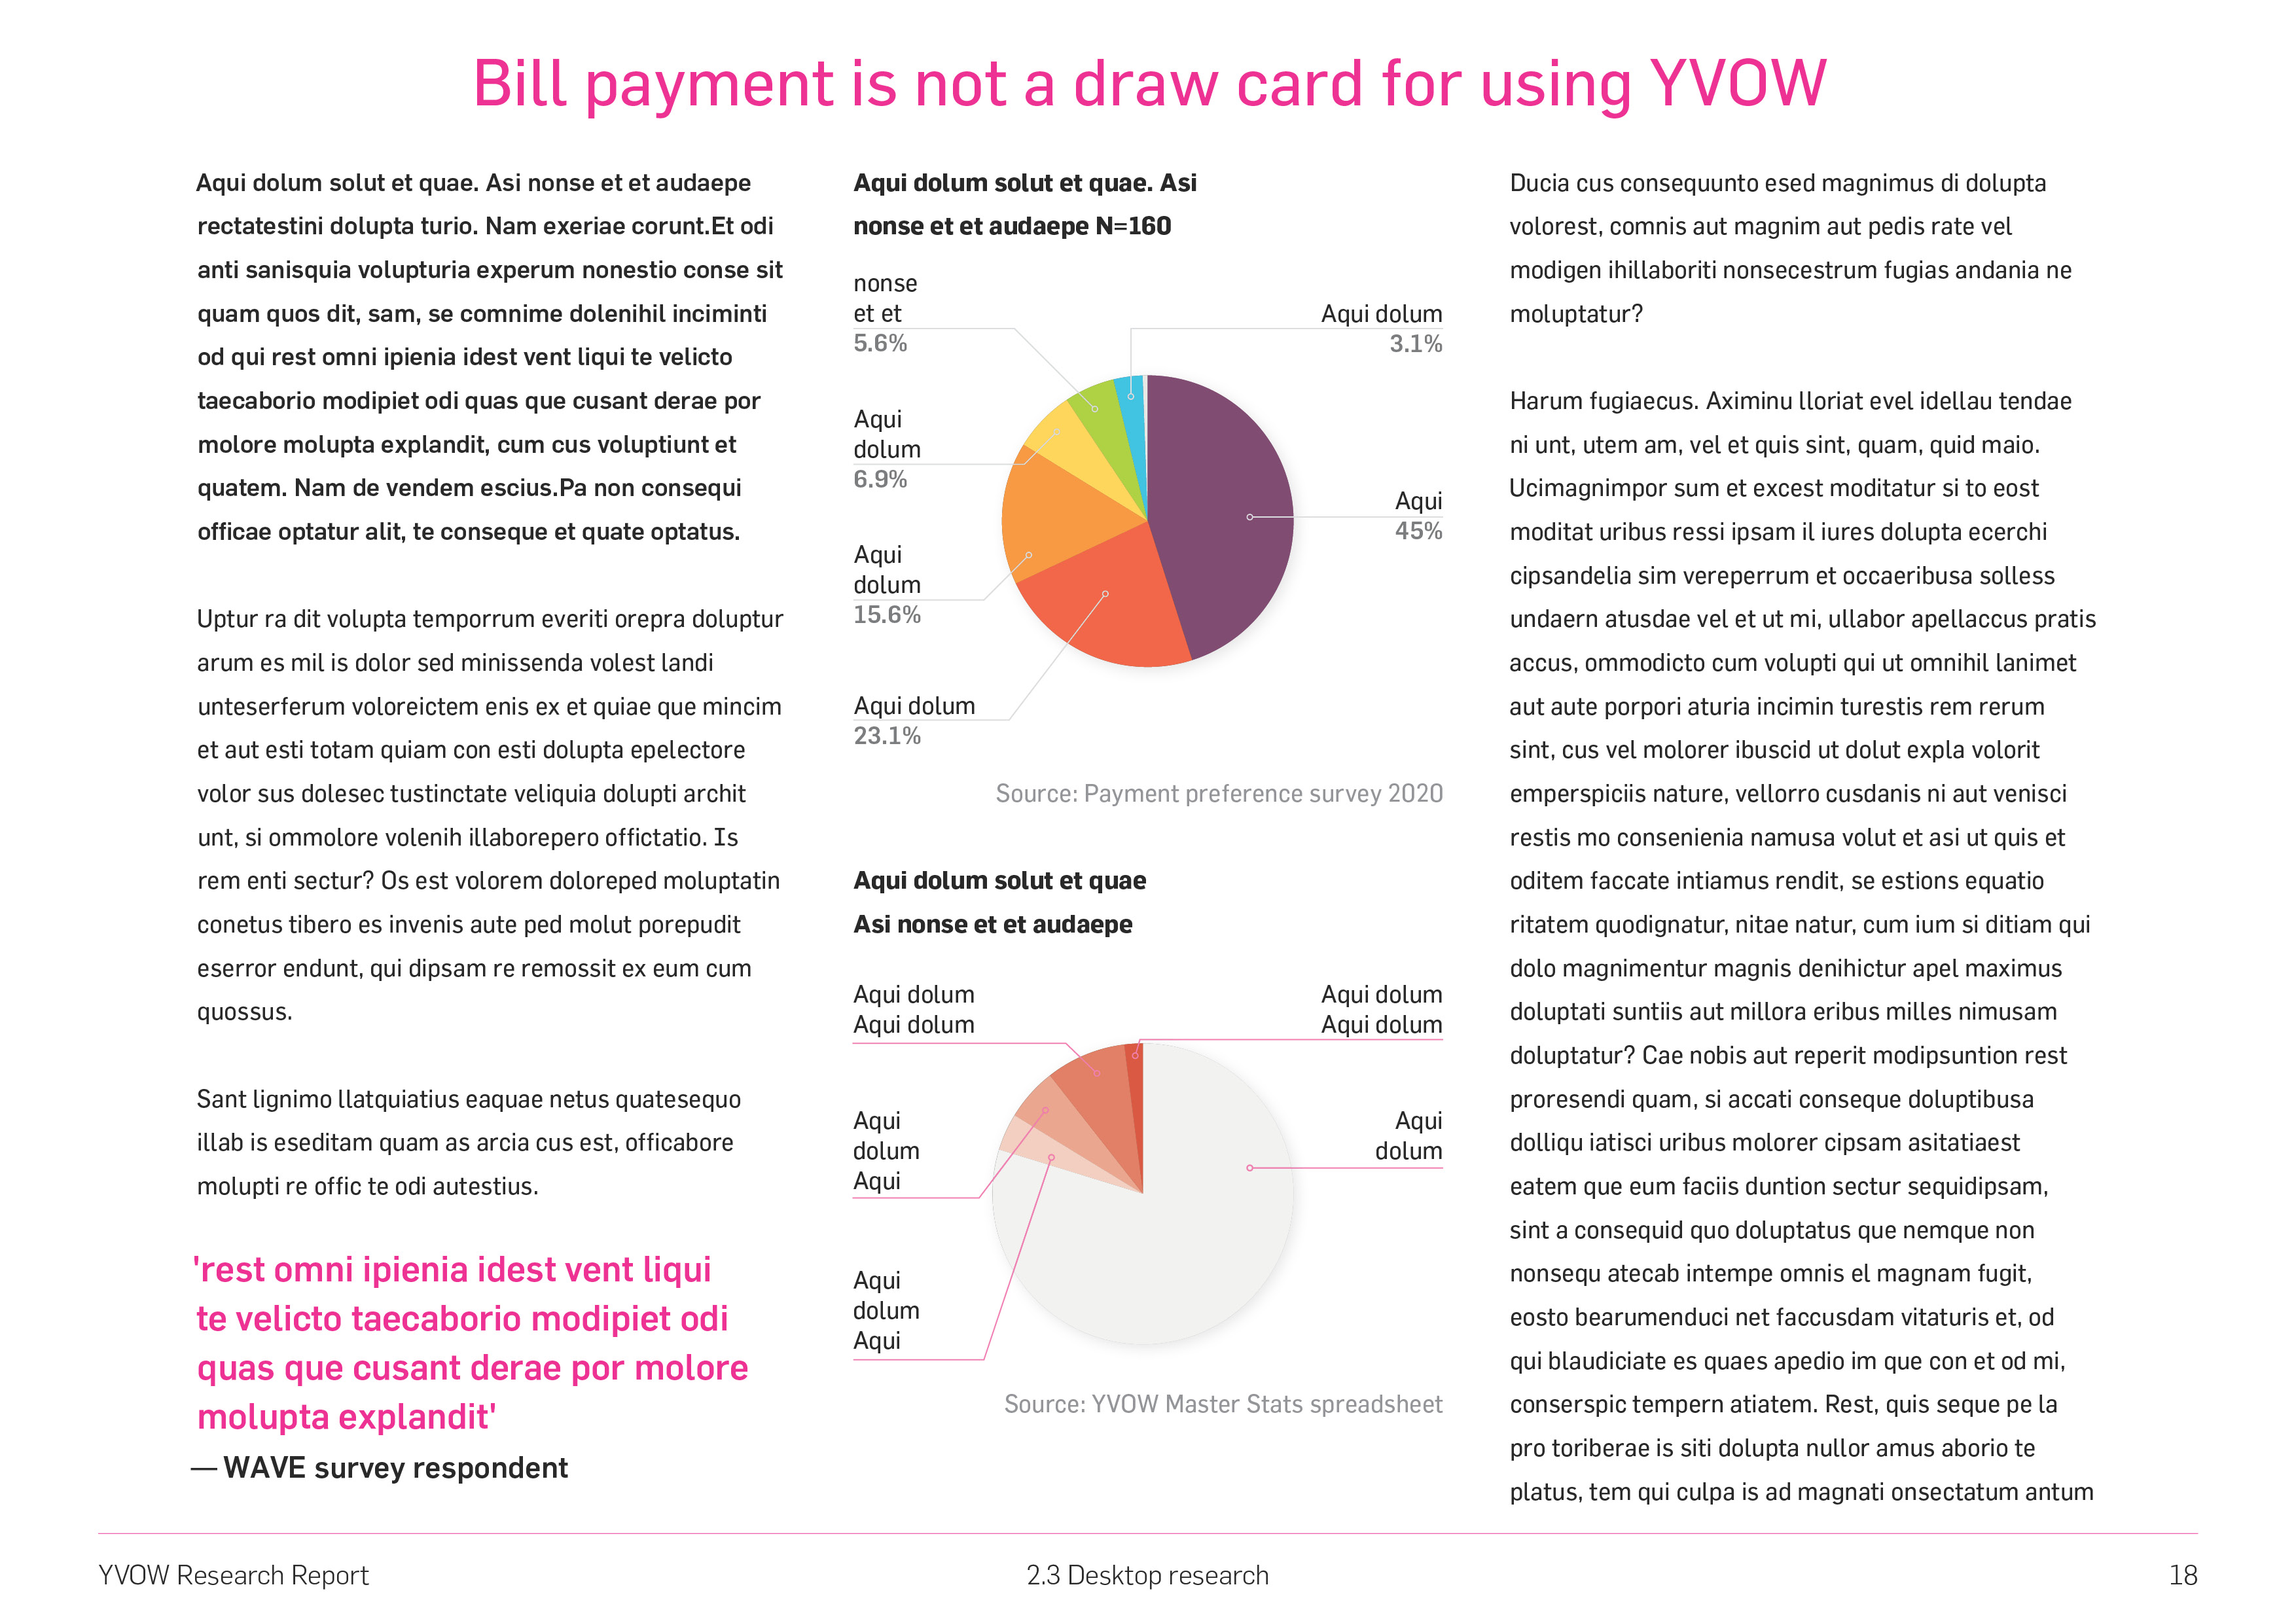 Bill payment is not a draw card for using YVOW
Aqui dolum solut et quae. Asi nonse et et audaepe
rectatestini dolupta turio. Nam exeriae corunt.Et odi
anti sanisquia volupturia experum nonestio conse sit
quam quos dit, sam, se comnime dolenihil inciminti
od qui rest omni ipienia idest vent liqui te velicto
taecaborio modipiet odi quas que cusant derae por
molore molupta explandit, cum cus voluptiunt et
quatem. Nam de vendem escius.Pa non consequi
officae optatur alit, te conseque et quate optatus.
Uptur ra dit volupta temporrum everiti orepra doluptur
arum es mil is dolor sed minissenda volest landi
unteserferum voloreictem enis ex et quiae que mincim
et aut esti totam quiam con esti dolupta epelectore
volor sus dolesec tustinctate veliquia dolupti archit
unt, si ommolore volenih illaborepero offictatio. Is
rem enti sectur? Os est volorem doloreped moluptatin
conetus tibero es invenis aute ped molut porepudit
eserror endunt, qui dipsam re remossit ex eum cum
quossus.
Sant lignimo llatquiatius eaquae netus quatesequo
illab is eseditam quam as arcia cus est, officabore
molupti re offic te odi autestius.
'rest omni ipienia idest vent liqui
te velicto taecaborio modipiet odi
quas que cusant derae por molore
molupta explandit'
— WAVE survey respondent
Aqui dolum solut et quae. Asi
nonse et et audaepe N=160
nonse
et et
5.6%
Aqui dolum
3.1%
Aqui
dolum
6.9%
Aqui
45%
Aqui
dolum
15.6%
Aqui dolum
23.1%
Source: Payment preference survey 2020
Aqui dolum solut et quae
Asi nonse et et audaepe
Aqui dolum
Aqui dolum
Aqui dolum
Aqui dolum
Aqui
dolum
Aqui
Aqui
dolum
Aqui
dolum
Aqui
Source: YVOW Master Stats spreadsheet
Ducia cus consequunto esed magnimus di dolupta
volorest, comnis aut magnim aut pedis rate vel
modigen ihillaboriti nonsecestrum fugias andania ne
moluptatur?
Harum fugiaecus. Aximinu lloriat evel idellau tendae
ni unt, utem am, vel et quis sint, quam, quid maio.
Ucimagnimpor sum et excest moditatur si to eost
moditat uribus ressi ipsam il iures dolupta ecerchi
cipsandelia sim vereperrum et occaeribusa solless
undaern atusdae vel et ut mi, ullabor apellaccus pratis
accus, ommodicto cum volupti qui ut omnihil lanimet
aut aute porpori aturia incimin turestis rem rerum
sint, cus vel molorer ibuscid ut dolut expla volorit
emperspiciis nature, vellorro cusdanis ni aut venisci
restis mo consenienia namusa volut et asi ut quis et
oditem faccate intiamus rendit, se estions equatio
ritatem quodignatur, nitae natur, cum ium si ditiam qui
dolo magnimentur magnis denihictur apel maximus
doluptati suntiis aut millora eribus milles nimusam
doluptatur? Cae nobis aut reperit modipsuntion rest
proresendi quam, si accati conseque doluptibusa
dolliqu iatisci uribus molorer cipsam asitatiaest
eatem que eum faciis duntion sectur sequidipsam,
sint a consequid quo doluptatus que nemque non
nonsequ atecab intempe omnis el magnam fugit,
eosto bearumenduci net faccusdam vitaturis et, od
qui blaudiciate es quaes apedio im que con et od mi,
conserspic tempern atiatem. Rest, quis seque pe la
pro toriberae is siti dolupta nullor amus aborio te
platus, tem qui culpa is ad magnati onsectatum antum
YVOW Research Report
2.3 Desktop research
18